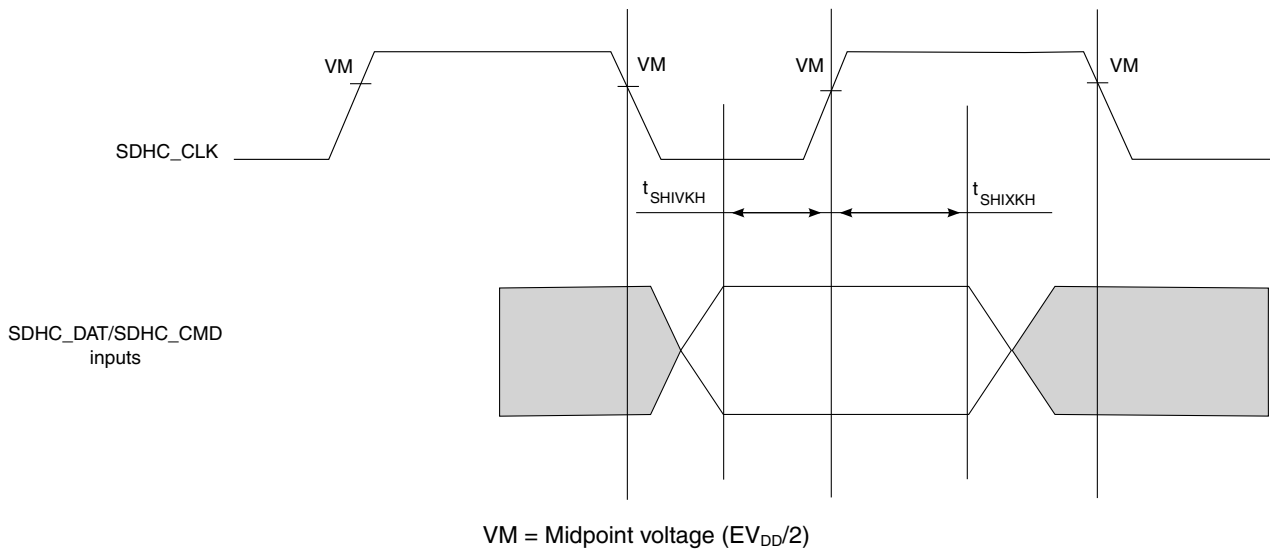 VM
VM
VM
VM
SDHC_CLK
tSHIVKH
tSHIXKH
SDHC_DAT/SDHC_CMD
inputs
VM = Midpoint voltage (EVDD/2)